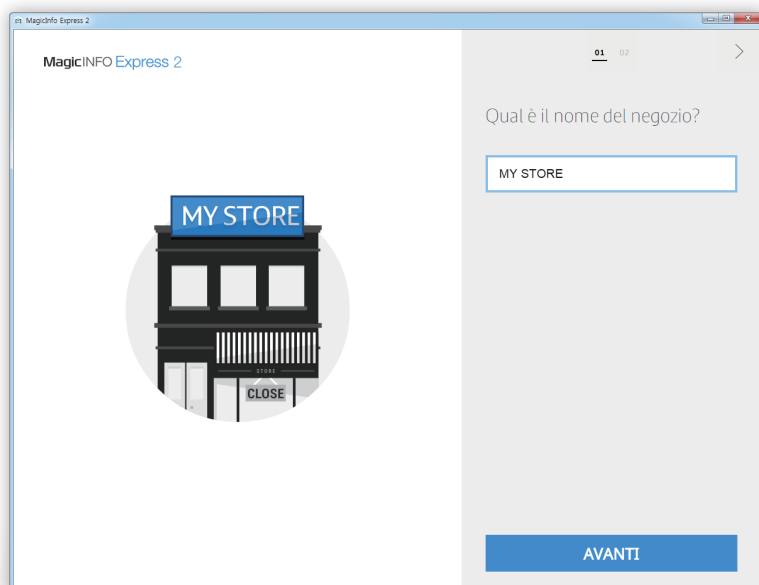 MagicInfo Express 2
MagicINFO Express 2
01 02
Qual è il nome del negozio?
MY STORE
MY STORE
STORE
CLOSE
AVANTI